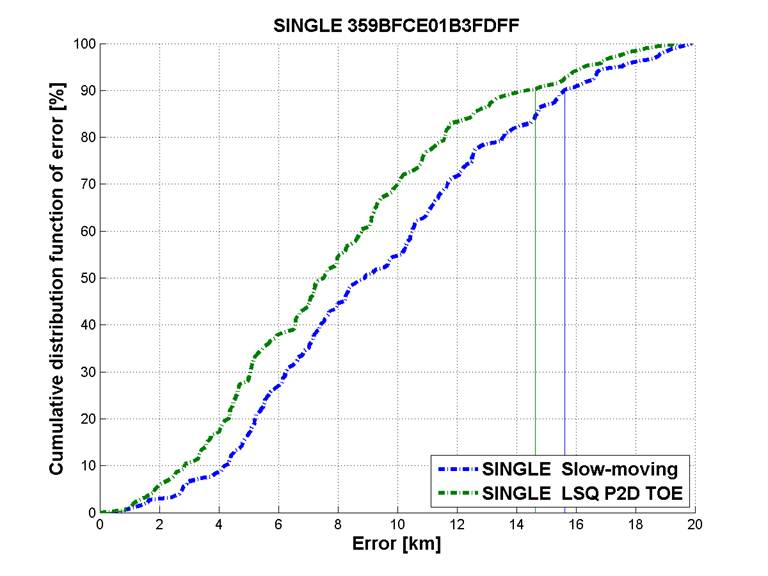 SINGLE 359BFCE01B3FDFF
Cumulative distribution function of error [%]
100
90
80
70
60
50
40
30
20
10
0
0 2 4 6 8 10 12 14 16 18 20
Error [km]
SINGLE Slow-moving
SINGLE LSQ P2D TOE